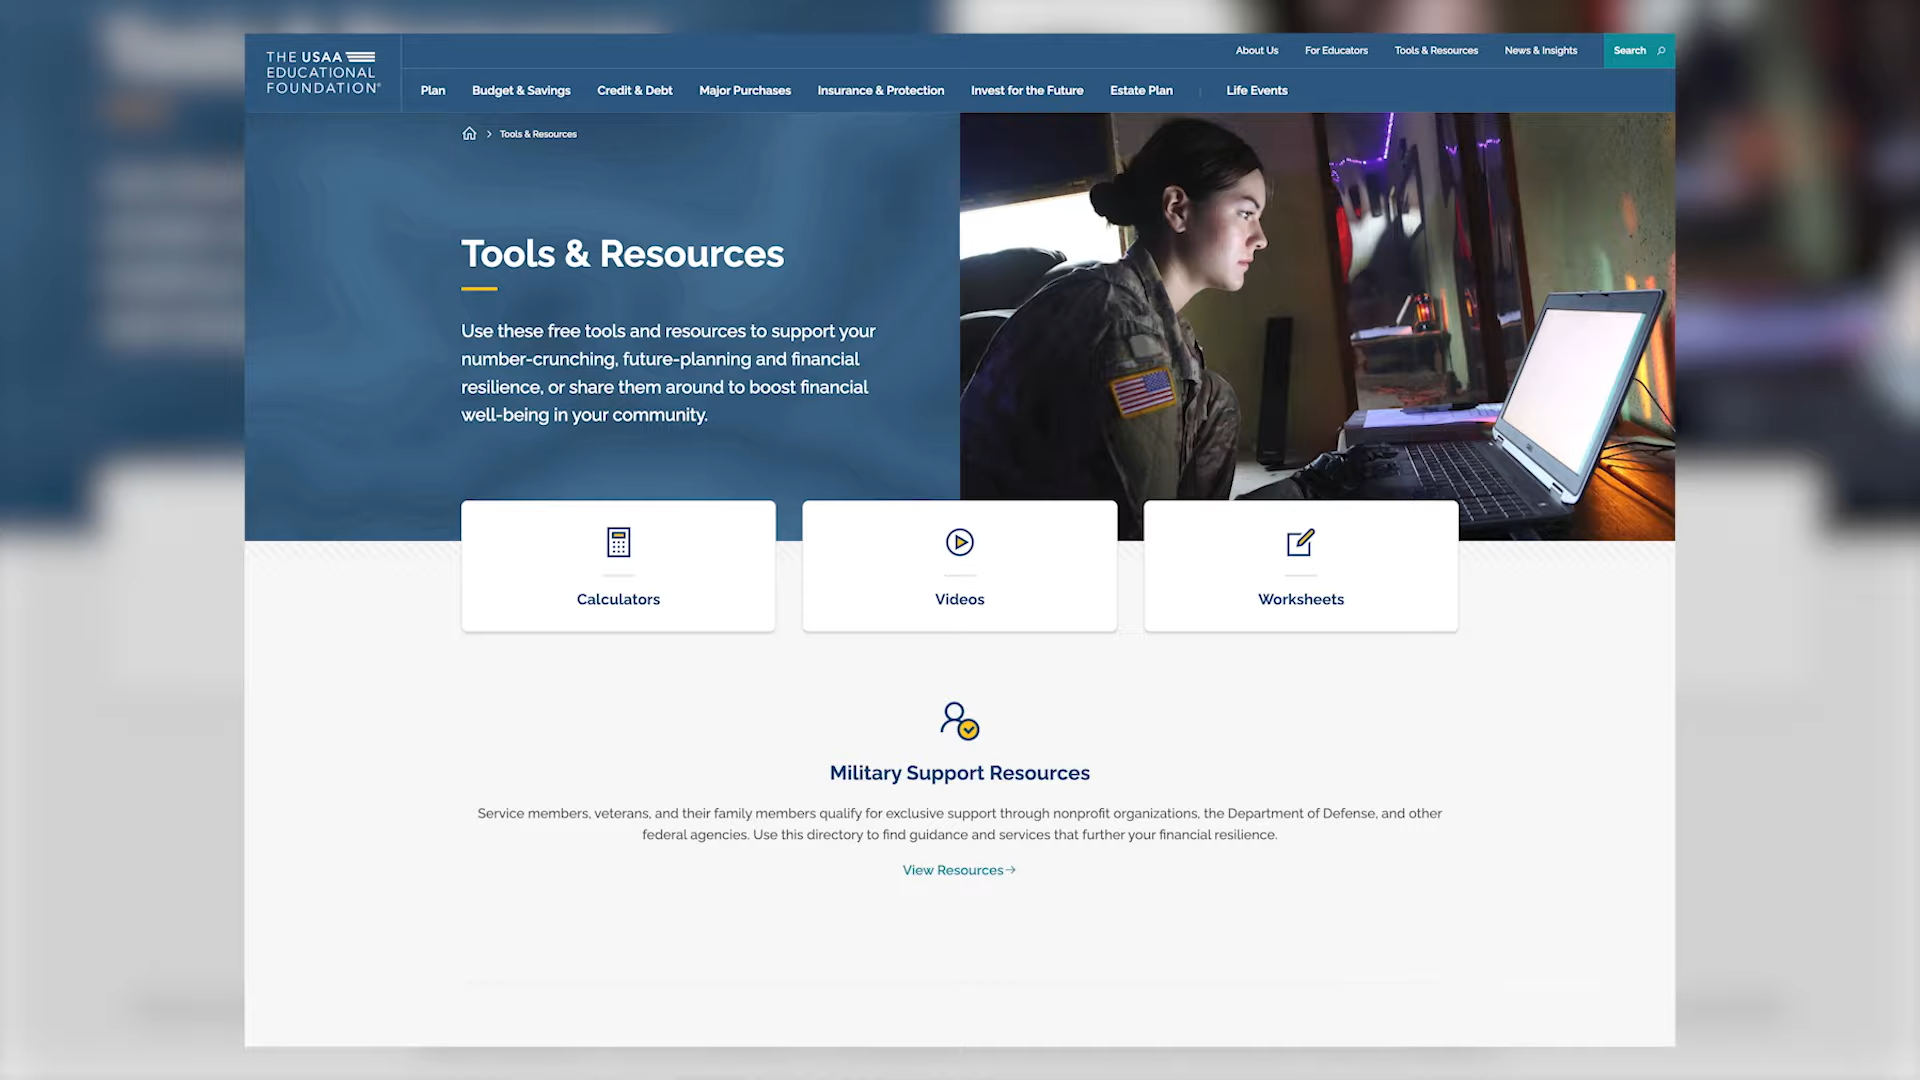 THE USAA
EDUCATIONAL
FOUNDATION®
About Us
For Educators
Tools & Resources
News & Insights
Search
Plan
Budget & Savings
Credit & Debt
Major Purchases
Insurance & Protection
Invest for the Future
Estate Plan
Life Events
Tools & Resources
Tools & Resources
Use these free tools and resources to support your
number-crunching, future-planning and financial
resilience, or share them around to boost financial
well-being in your community.
Calculators
Videos
Worksheets
Military Support Resources
Service members, veterans, and their family members qualify for exclusive support through nonprofit organizations, the Department of Defense, and other
federal agencies. Use this directory to find guidance and services that further your financial resilience.
View Resources